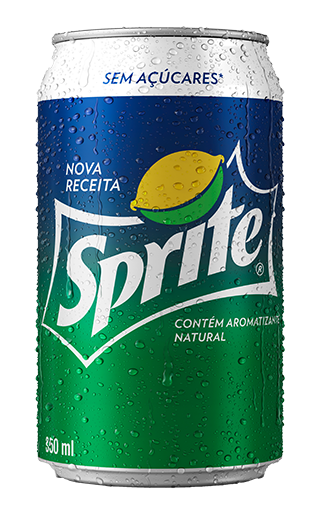 SEM AÇÚCARES*
NOVA
RECEITA
Sprite®
CONTÉM AROMATIZANTE
NATURAL
350 ml